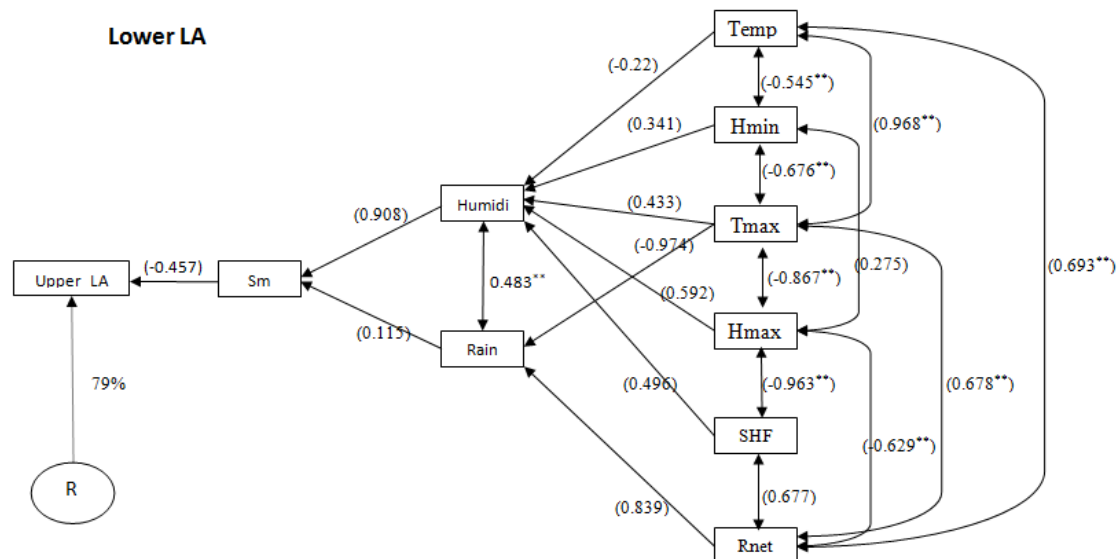 Lower LA
Temp
(-0.22)
(-0.545**)
(0.341)
Hmin
(0.968**)
(-0.676**)
Humidi
(0.908)
(0.433)
Tmax
(-0.974)
(-0.457)
Upper LA
Sm
0.483**
(-0.867**)
(0.275)
(0.693**)
(0.592)
(0.115)
Rain
Hmax
79%
(0.496)
(-0.963**)
(0.678**)
SHF
(-0.629**)
R
(0.839)
(0.677)
Rnet